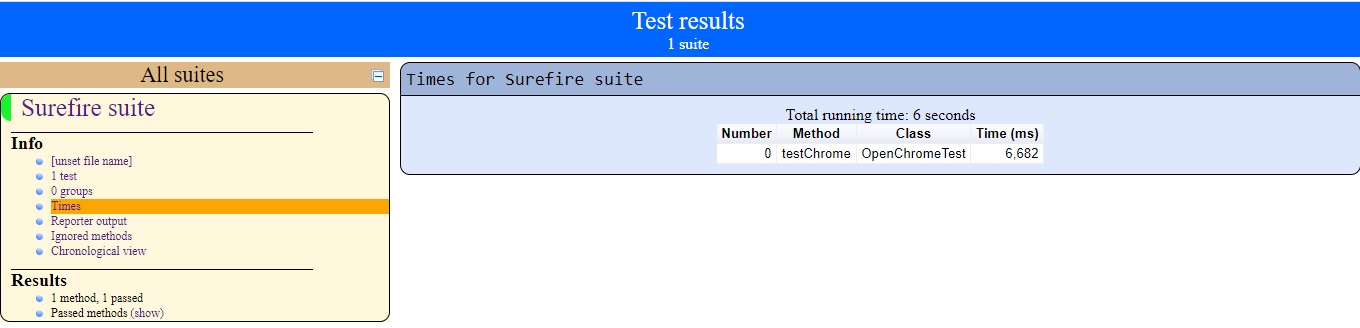 Test results
1 suite
All suites
Surefire suite
Info
[unset file name]
1 test
0 groups
Times
Reporter output
Ignored methods
Chronological view
Results
1 method, 1 passed
Passed methods (show)
Times for Surefire suite
Total running time: 6 seconds
Number Method Class Time (ms)
0 testChrome OpenChromeTest 6,682